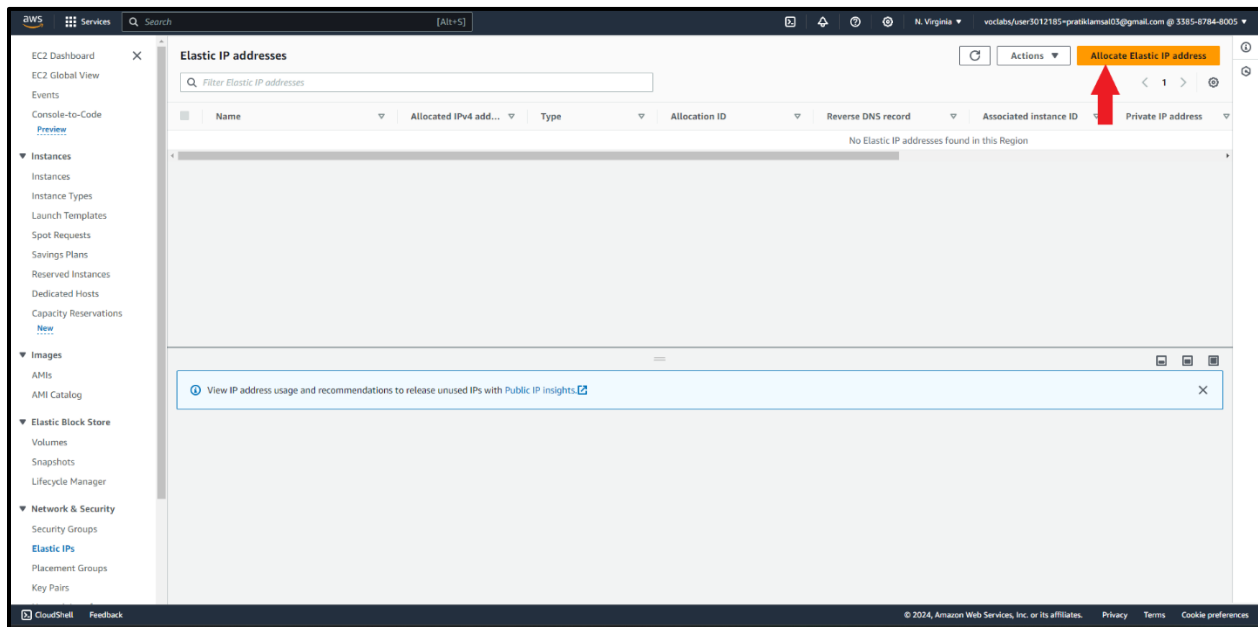 aws Services Search [Alt+S] N. Virginia voclabs/user3012185=pratiklamsal03@gmail.com @ 3385-8784-8005
EC2 Dashboard
EC2 Global View
Events
Console-to-Code
Preview
Instances
Instances
Instance Types
Launch Templates
Spot Requests
Savings Plans
Reserved Instances
Dedicated Hosts
Capacity Reservations
New
Images
AMIs
AMI Catalog
Elastic Block Store
Volumes
Snapshots
Lifecycle Manager
Network & Security
Security Groups
Elastic IPs
Placement Groups
Key Pairs
Elastic IP addresses
Actions
Allocate Elastic IP address
Filter Elastic IP addresses
1
Name Allocated IPv4 add... Type Allocation ID Reverse DNS record Associated instance ID Private IP address
No Elastic IP addresses found in this Region
View IP address usage and recommendations to release unused IPs with Public IP insights.
CloudShell Feedback © 2024, Amazon Web Services, Inc. or its affiliates. Privacy Terms Cookie preferences